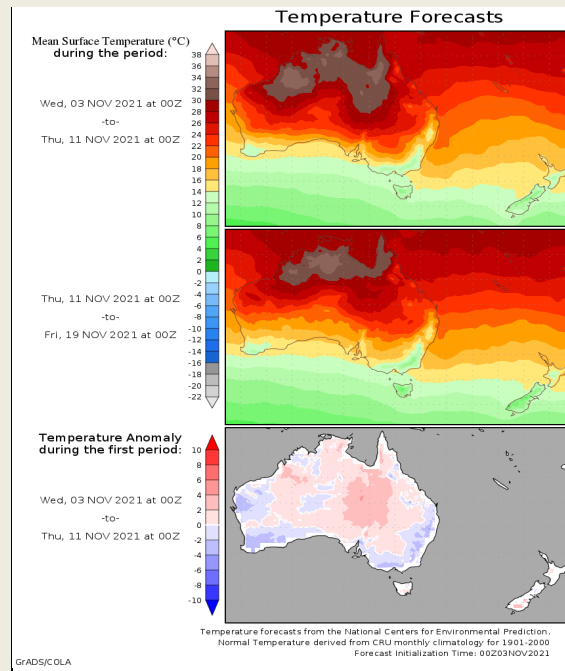 Temperature Forecasts
Mean Surface Temperature (°C)
during the period:
Wed, 03 NOV 2021 at 00Z
-to-
Thu, 11 NOV 2021 at 00Z
38
36
34
32
30
28
26
24
22
20
18
16
14
12
10
8
6
4
2
0
-2
-4
-6
-8
-10
-12
-14
-16
-18
-20
-22
Thu, 11 NOV 2021 at 00Z
-to-
Fri, 19 NOV 2021 at 00Z
Temperature Anomaly
during the first period:
Wed, 03 NOV 2021 at 00Z
-to-
Thu, 11 NOV 2021 at 00Z
10
8
6
4
2
0
-2
-4
-6
-8
-10
Temperature forecasts from the National Centers for Environmental Prediction.
Normal Temperature derived from CRU monthly climatology for 1901-2000
Forecast Initialization Time: 00Z03NOV2021
GrADS/COLA